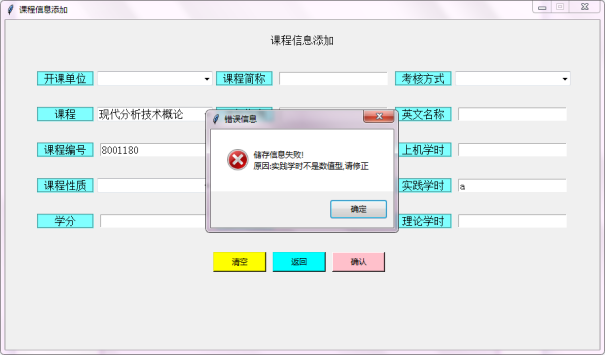 课程信息添加
课程信息添加
开课单位
课程简称
考核方式
课程
现代分析技术概论
英文名称
错误信息
储存信息失败!
原因:实践学时不是数值型,请修正
确定
课程编号
8001180
上机学时
课程性质
实践学时
a
学分
理论学时
清空
返回
确认